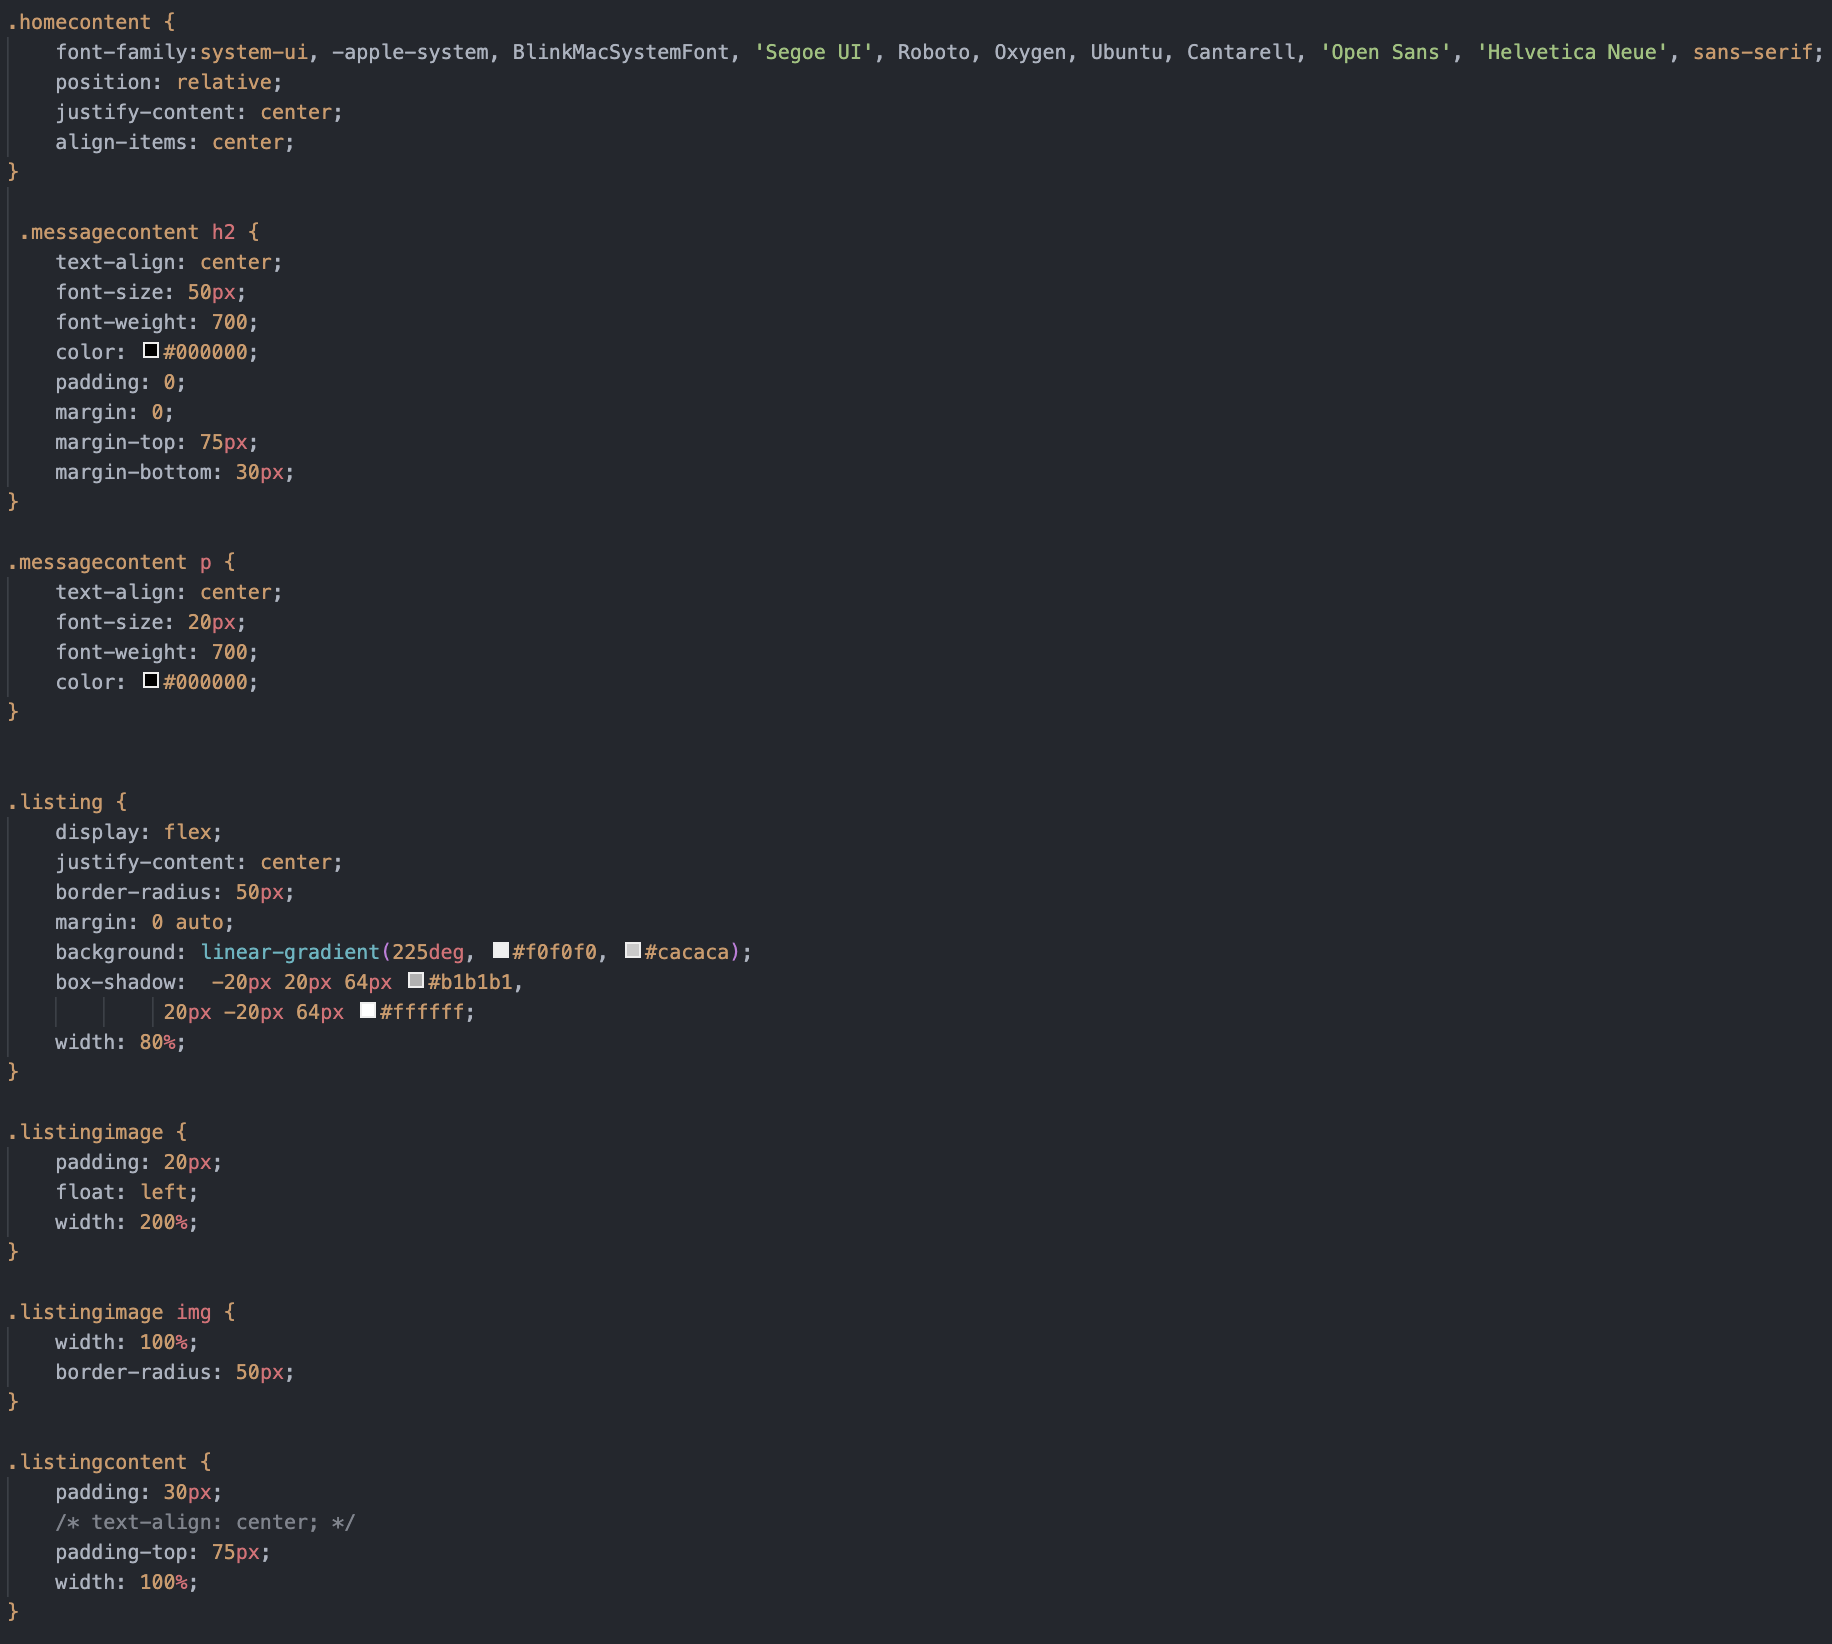 .homecontent {
font-family:system-ui, -apple-system, BlinkMacSystemFont, 'Segoe UI', Roboto, Oxygen, Ubuntu, Cantarell, 'Open Sans', 'Helvetica Neue', sans-serif;
position: relative;
justify-content: center;
align-items: center;
}
.messagecontent h2 {
text-align: center;
font-size: 50px;
font-weight: 700;
color: #000000;
padding: 0;
margin: 0;
margin-top: 75px;
margin-bottom: 30px;
}
.messagecontent p {
text-align: center;
font-size: 20px;
font-weight: 700;
color: #000000;
}
.listing {
display: flex;
justify-content: center;
border-radius: 50px;
margin: 0 auto;
background: linear-gradient(225deg, #f0f0f0, #cacaca);
box-shadow:  -20px 20px 64px #b1b1b1,
20px -20px 64px #ffffff;
width: 80%;
}
.listingimage {
padding: 20px;
float: left;
width: 200%;
}
.listingimage img {
width: 100%;
border-radius: 50px;
}
.listingcontent {
padding: 30px;
/* text-align: center; */
padding-top: 75px;
width: 100%;
}